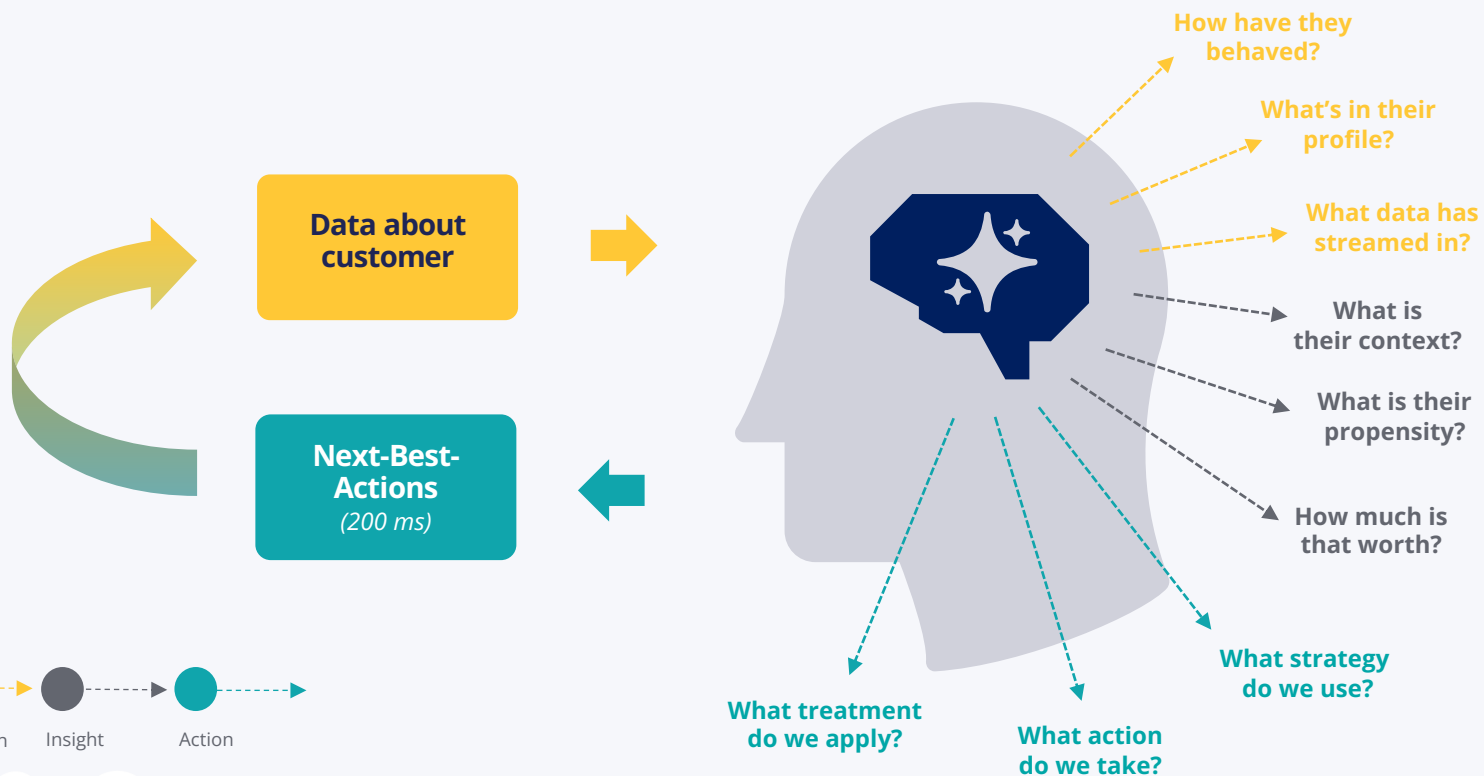 How have they
behaved?
What's in their
profile?
What data has
streamed in?
What is
their context?
What is their
propensity?
How much is
that worth?
What strategy
do we use?
What action
do we take?
What treatment
do we apply?
Data about
customer
Next-Best-
Actions
(200 ms)
Insight
Action